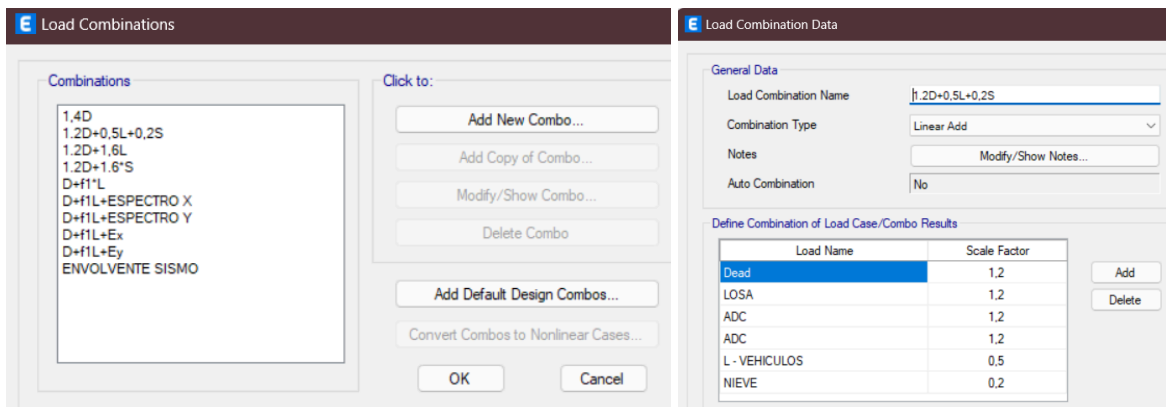 E Load Combinations
Combinations
1,4D
1.2D+0,5L+0,2S
1.2D+1,6L
1.2D+1.6*S
D+f1*L
D+f1L+ESPECTRO X
D+f1L+ESPECTRO Y
D+f1L+Ex
D+f1L+Ey
ENVOLVENTE SISMO
Click to:
Add New Combo...
Add Copy of Combo...
Modify/Show Combo...
Delete Combo
Add Default Design Combos...
Convert Combos to Nonlinear Cases...
OK Cancel
E Load Combination Data
General Data
Load Combination Name 1.2D+0,5L+0,2S
Combination Type Linear Add
Notes Modify/Show Notes...
Auto Combination No
Define Combination of Load Case/Combo Results
Load Name Scale Factor
Dead 1,2 Add
LOSA 1,2 Delete
ADC 1,2
ADC 1,2
L - VEHICULOS 0,5
NIEVE 0,2